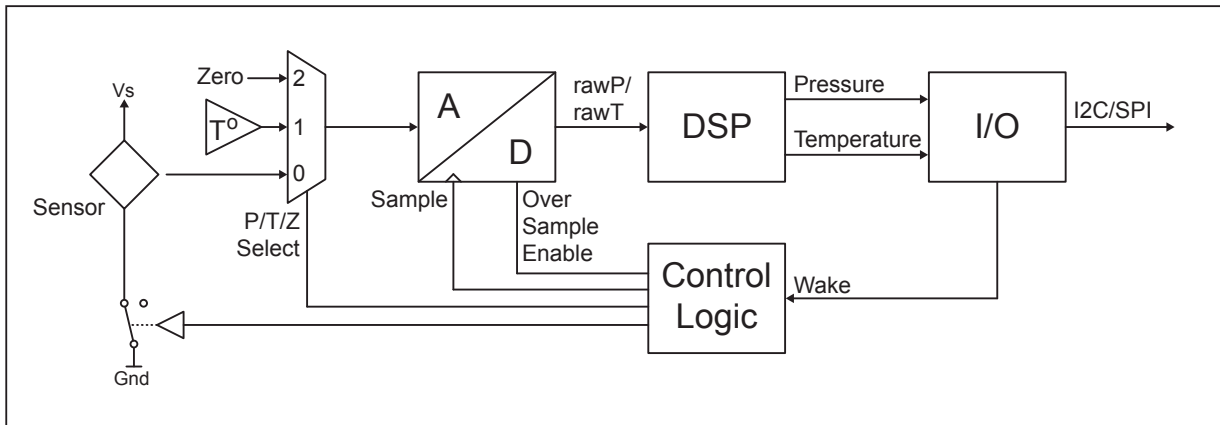 Zero
2
Vs
T°
1
0
Sensor
P/T/Z
Select
A
D
Sample
Over
Sample
Enable
rawP/
rawT
DSP
Pressure
Temperature
I/O
I2C/SPI
Control
Logic
Wake
Gnd